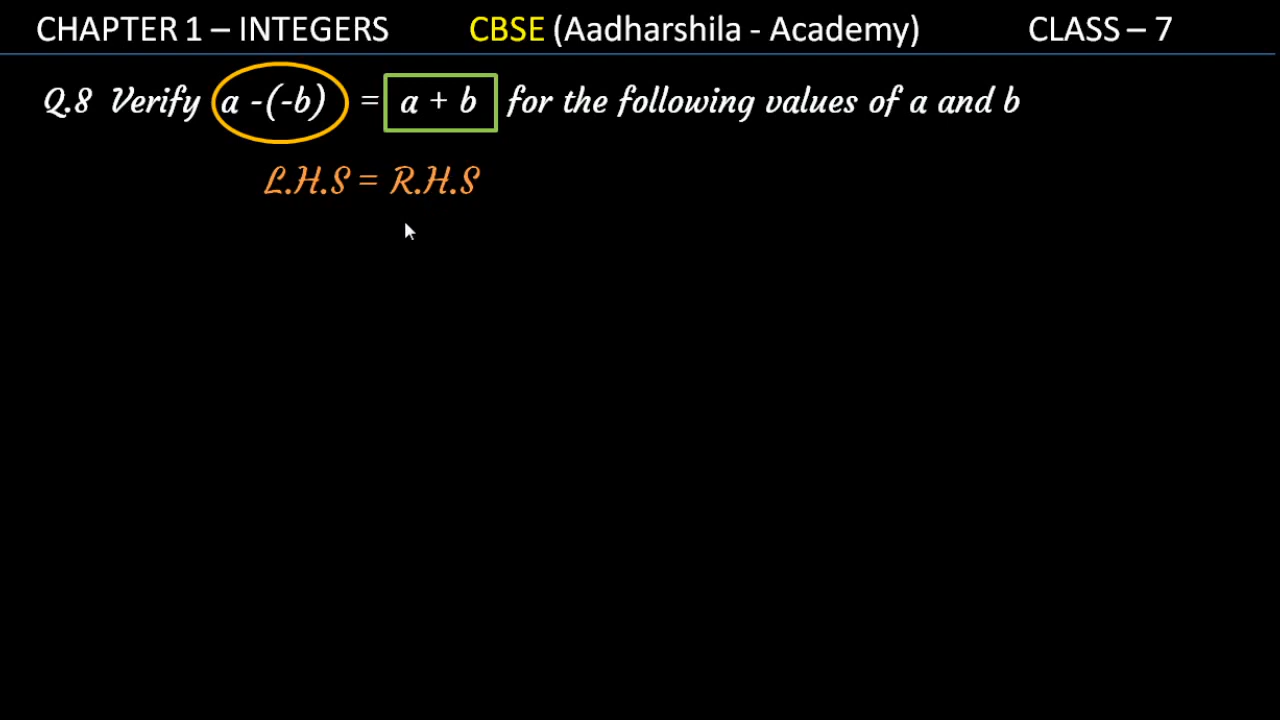 CHAPTER 1 – INTEGERS CBSE (Aadharshila - Academy) CLASS – 7
Q.8 Verify a -(-b) = a + b for the following values of a and b
L.H.S = R.H.S